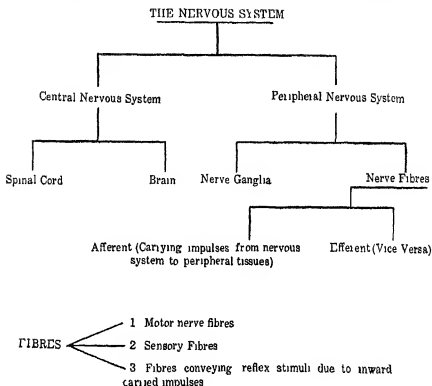 THE NERVOUS SYSTEM
Central Nervous System
Peripheral Nervous System
Spinal Cord
Brain
Nerve Ganglia
Nerve Fibres
Afferent (Carrying impulses from nervous
system to peripheral tissues)
Efferent (Vice Versa)
FIBRES
1 Motor nerve fibres
2 Sensory Fibres
3 Fibres conveying reflex stimuli due to inward
carried impulses